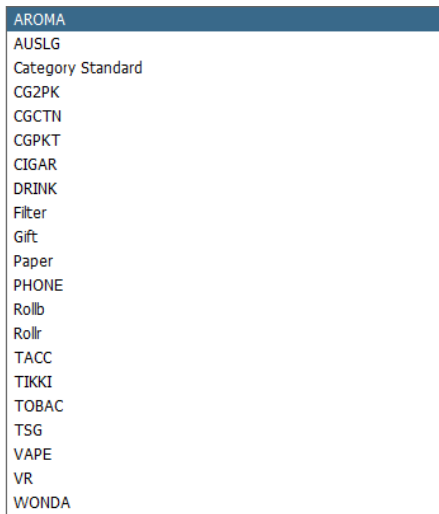 AROMA
AUSLG
Category Standard
CG2PK
CGCTN
CGPKT
CIGAR
DRINK
Filter
Gift
Paper
PHONE
Rollb
Rollr
TACC
TIKKI
TOBAC
TSG
VAPE
VR
WONDA